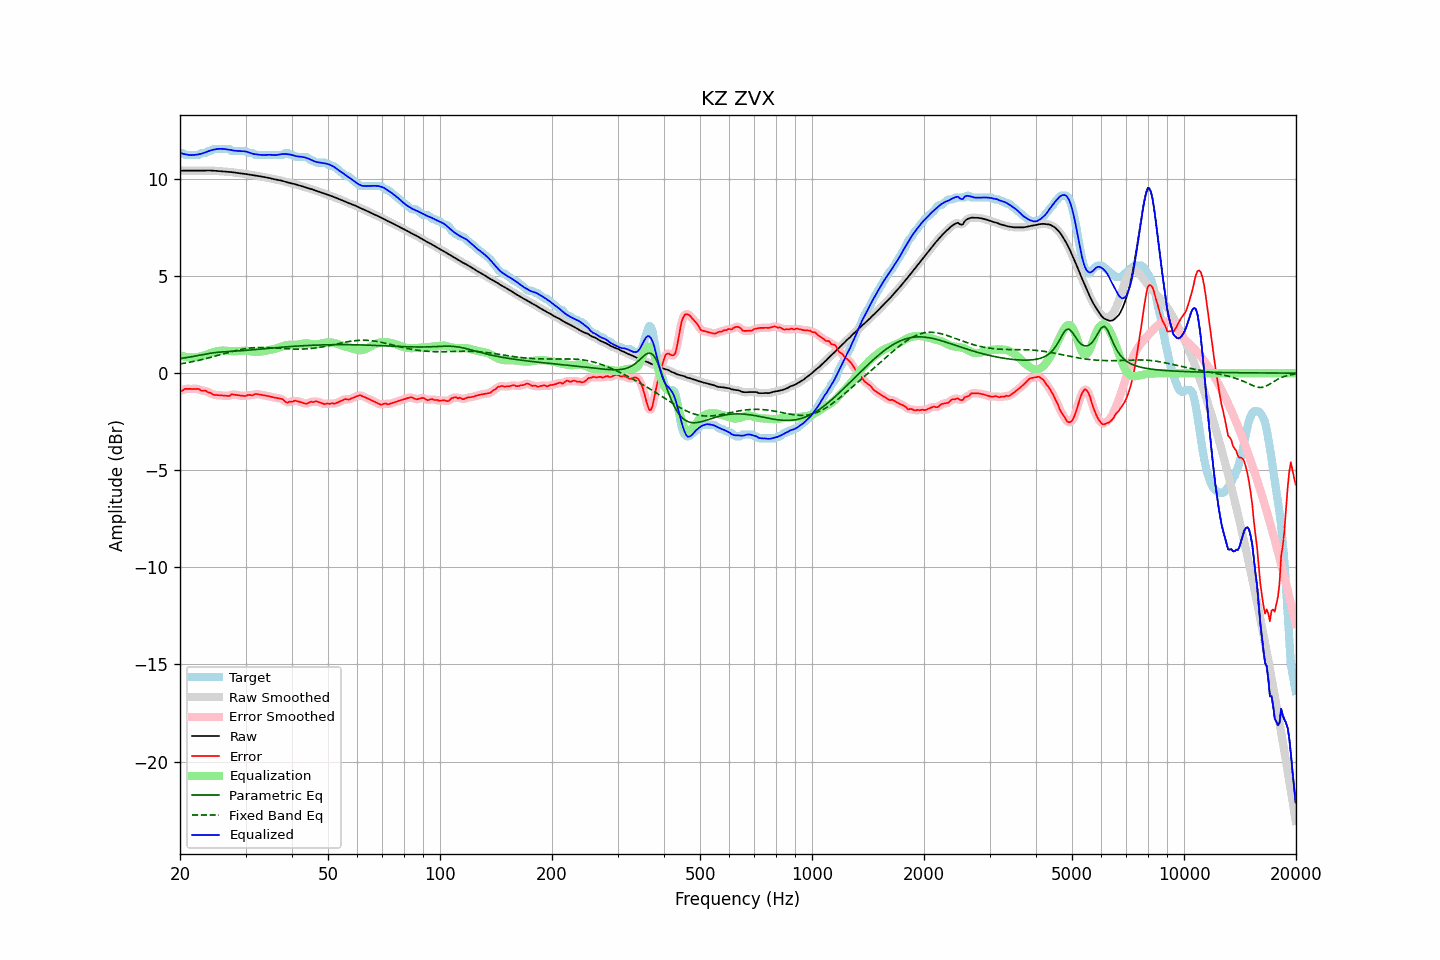 KZ ZVX
Amplitude (dBr)
10
5
0
−5
−10
−15
−20
Target
Raw Smoothed
Error Smoothed
Raw
Error
Equalization
Parametric Eq
Fixed Band Eq
Equalized
20 50 100 200 500 1000 2000 5000 10000 20000
Frequency (Hz)